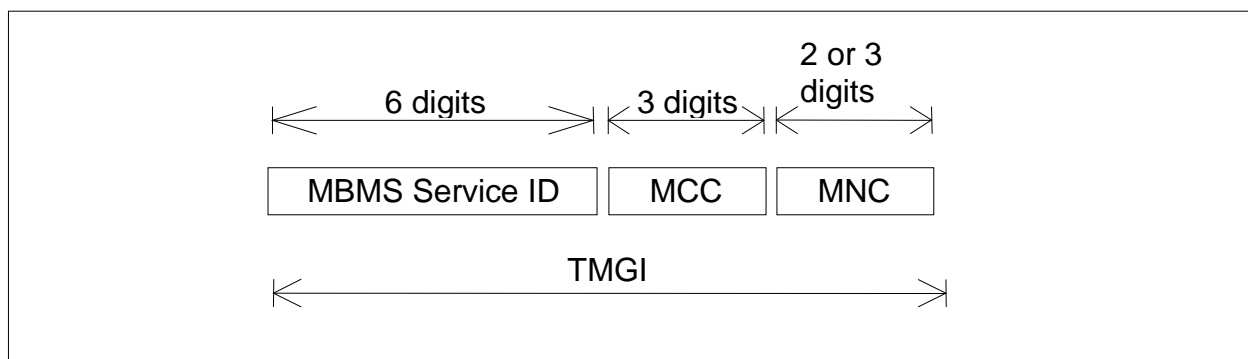 2 or 3
digits
6 digits
3 digits
MBMS Service ID
MCC
MNC
TMGI